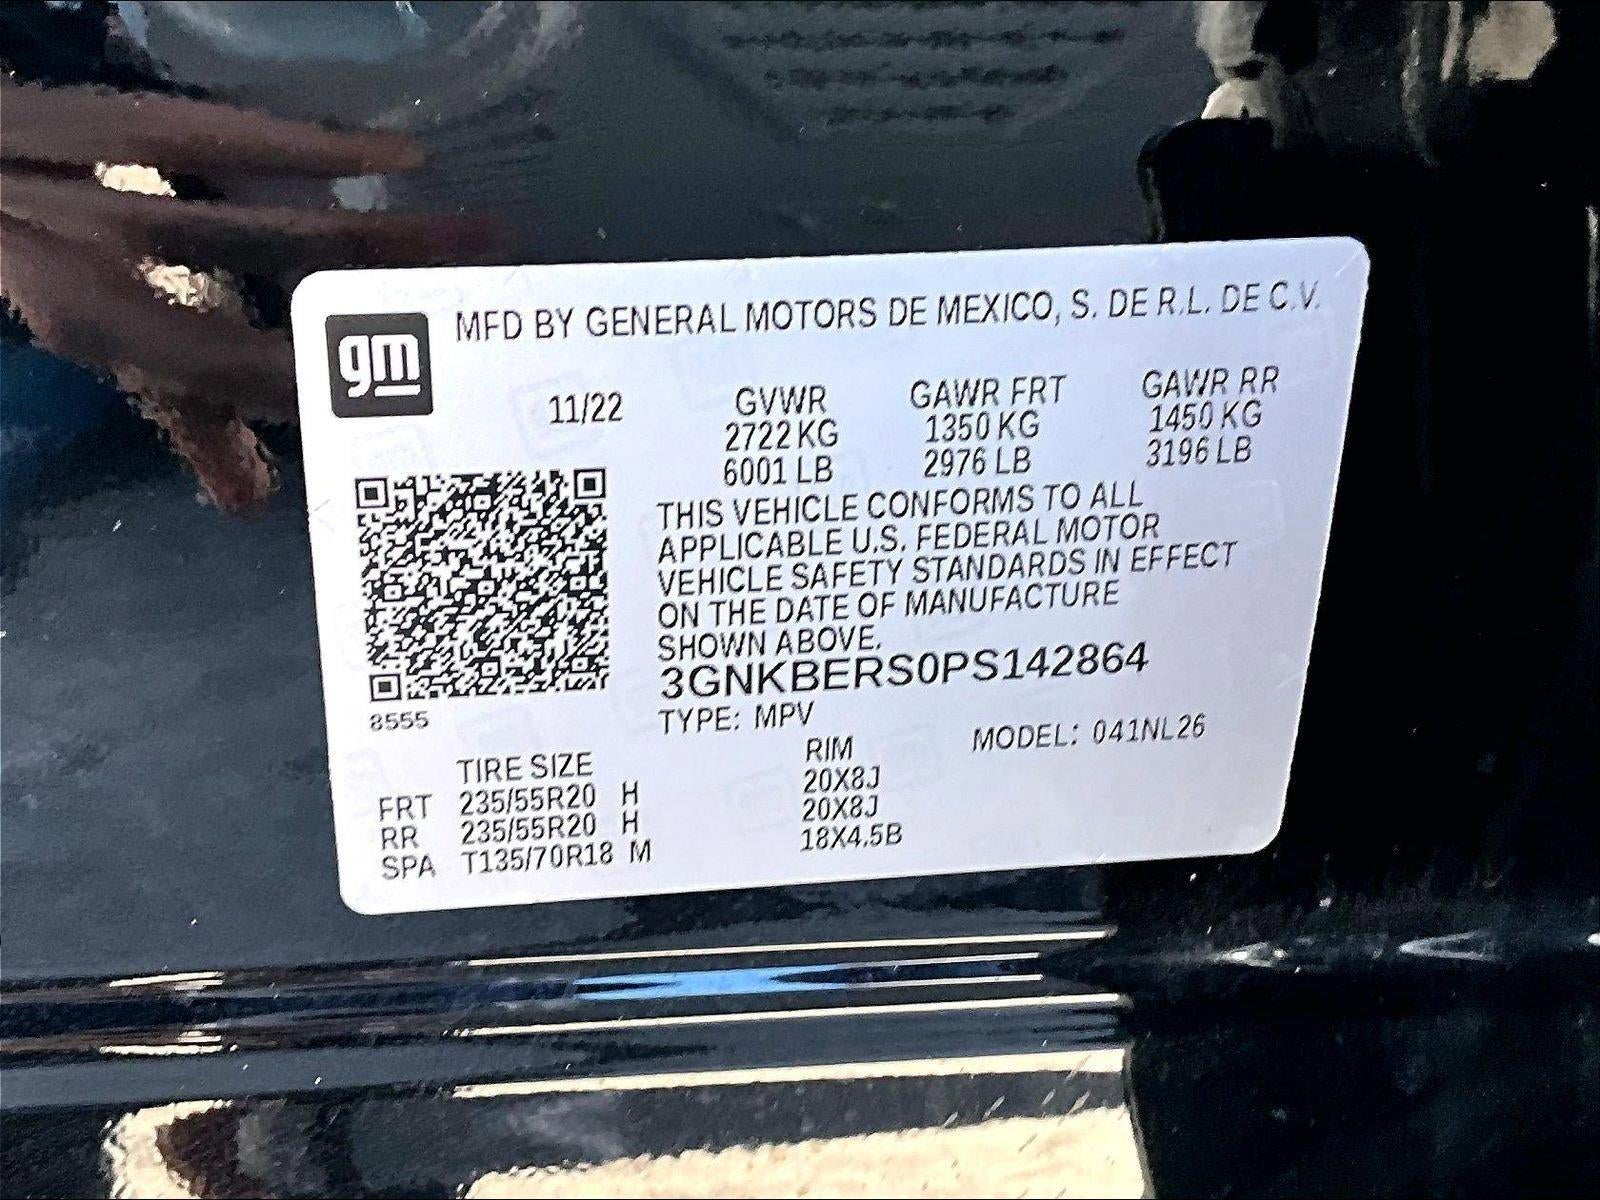 gm
MFD BY GENERAL MOTORS DE MEXICO, S. DE R.L. DE C.V.
11/22 GVWR GAWR FRT GAWR RR
2722 KG 1350 KG 1450 KG
6001 LB 2976 LB 3196 LB
THIS VEHICLE CONFORMS TO ALL
APPLICABLE U.S. FEDERAL MOTOR
VEHICLE SAFETY STANDARDS IN EFFECT
ON THE DATE OF MANUFACTURE
SHOWN ABOVE.
3GNKBERS0PS142864
8555 TYPE: MPV MODEL: 041NL26
TIRE SIZE RIM
FRT 235/55R20 H 20X8J
RR 235/55R20 H 20X8J
SPA T135/70R18 M 18X4.5B